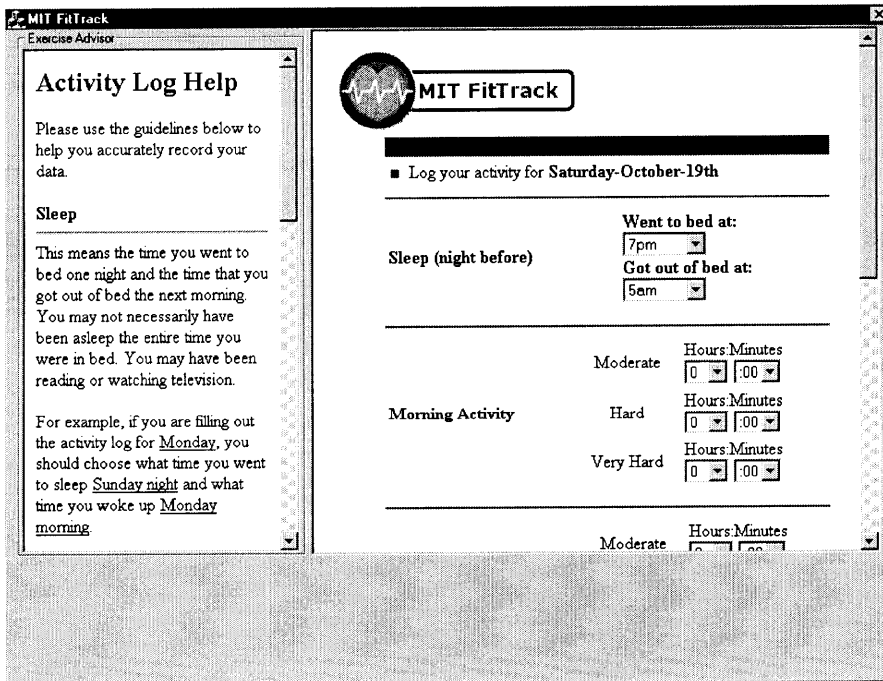 MIT FitTrack
Exercise Advisor
Activity Log Help
Please use the guidelines below to
help you accurately record your
data.
Sleep
This means the time you went to
bed one night and the time that you
got out of bed the next morning.
You may not necessarily have
been asleep the entire time you
were in bed. You may have been
reading or watching television.
For example, if you are filling out
the activity log for Monday, you
should choose what time you went
to sleep Sunday night and what
time you woke up Monday
morning.
MIT FitTrack
Log your activity for Saturday-October-19th
Sleep (night before)
Went to bed at:
7pm
Got out of bed at:
5am
Morning Activity
Moderate
Hours:Minutes
0 :00
Hard
Hours:Minutes
0 :00
Very Hard
Hours:Minutes
0 :00
Moderate
Hours:Minutes